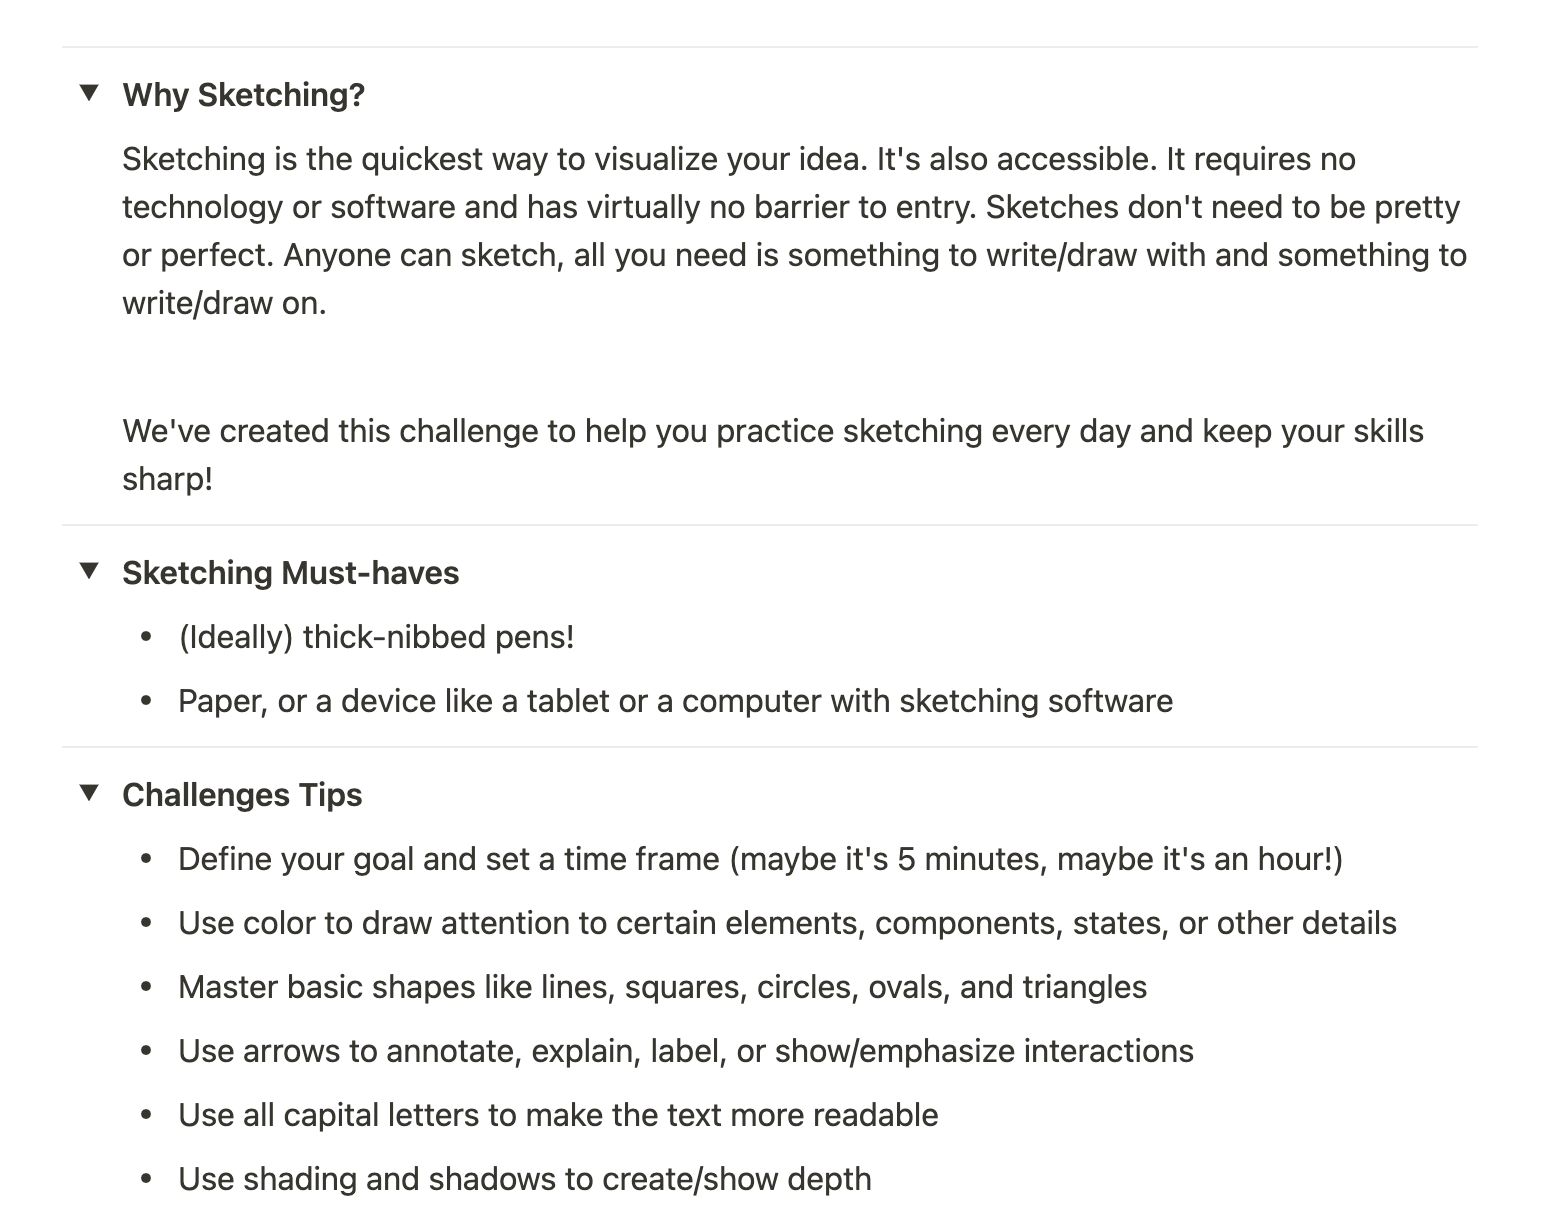 Why Sketching?
Sketching is the quickest way to visualize your idea. It's also accessible. It requires no
technology or software and has virtually no barrier to entry. Sketches don't need to be pretty
or perfect. Anyone can sketch, all you need is something to write/draw with and something to
write/draw on.
We've created this challenge to help you practice sketching every day and keep your skills
sharp!
Sketching Must-haves
• (Ideally) thick-nibbed pens!
• Paper, or a device like a tablet or a computer with sketching software
Challenges Tips
• Define your goal and set a time frame (maybe it's 5 minutes, maybe it's an hour!)
• Use color to draw attention to certain elements, components, states, or other details
• Master basic shapes like lines, squares, circles, ovals, and triangles
• Use arrows to annotate, explain, label, or show/emphasize interactions
• Use all capital letters to make the text more readable
• Use shading and shadows to create/show depth